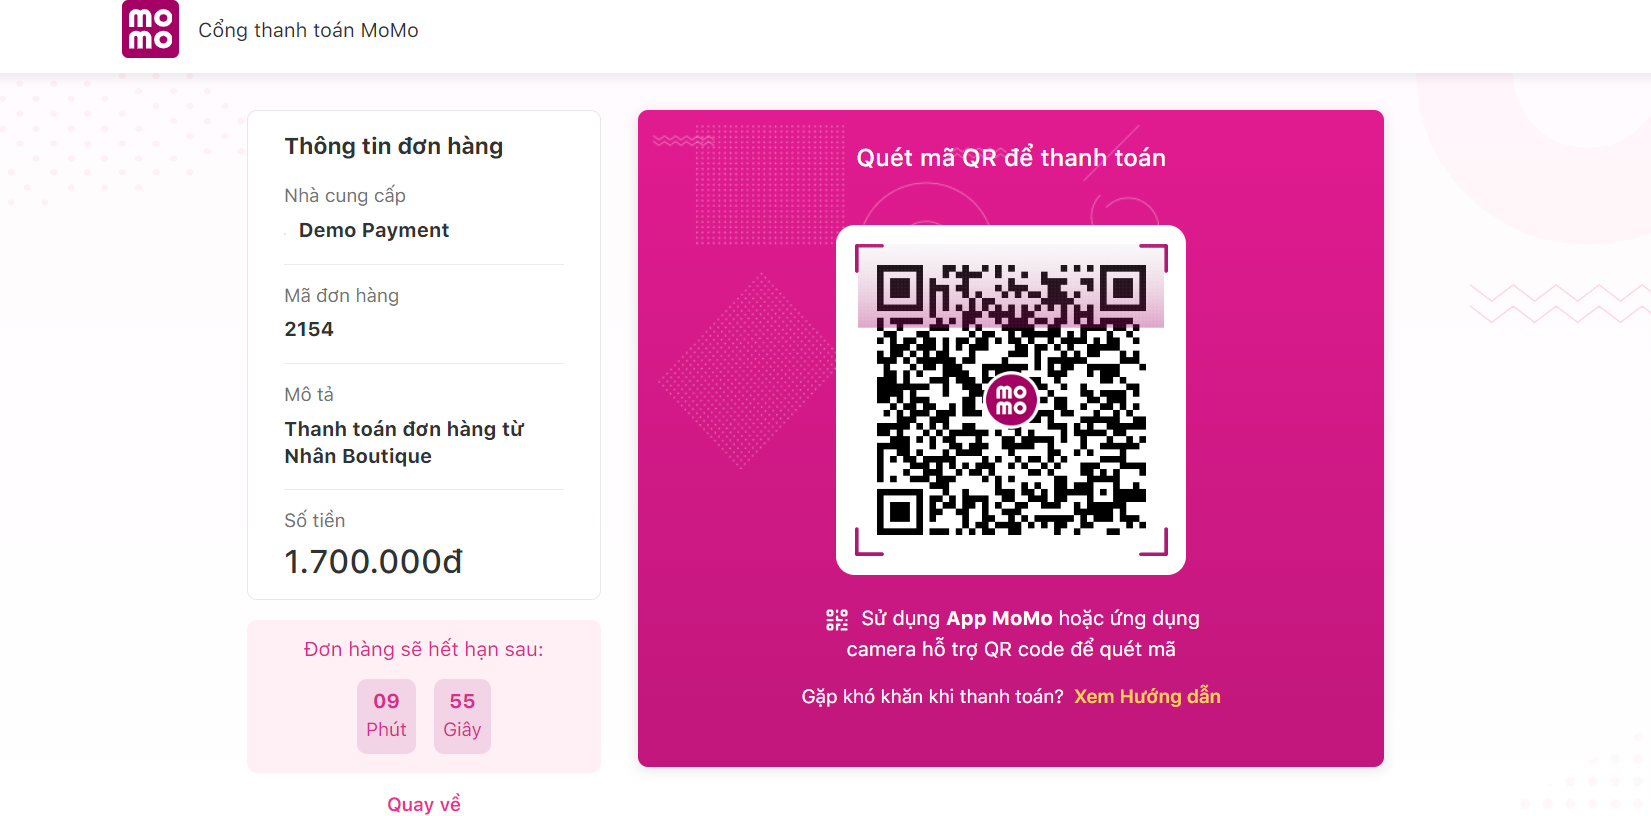 mo
mo
Cổng thanh toán MoMo
Thông tin đơn hàng
Nhà cung cấp
Demo Payment
Mã đơn hàng
2154
Mô tả
Thanh toán đơn hàng từ
Nhân Boutique
Số tiền
1.700.000đ
Đơn hàng sẽ hết hạn sau:
09 55
Phút Giây
Quay về
Quét mã QR để thanh toán
mo
mo
Sử dụng App MoMo hoặc ứng dụng
camera hỗ trợ QR code để quét mã
Gặp khó khăn khi thanh toán? Xem Hướng dẫn